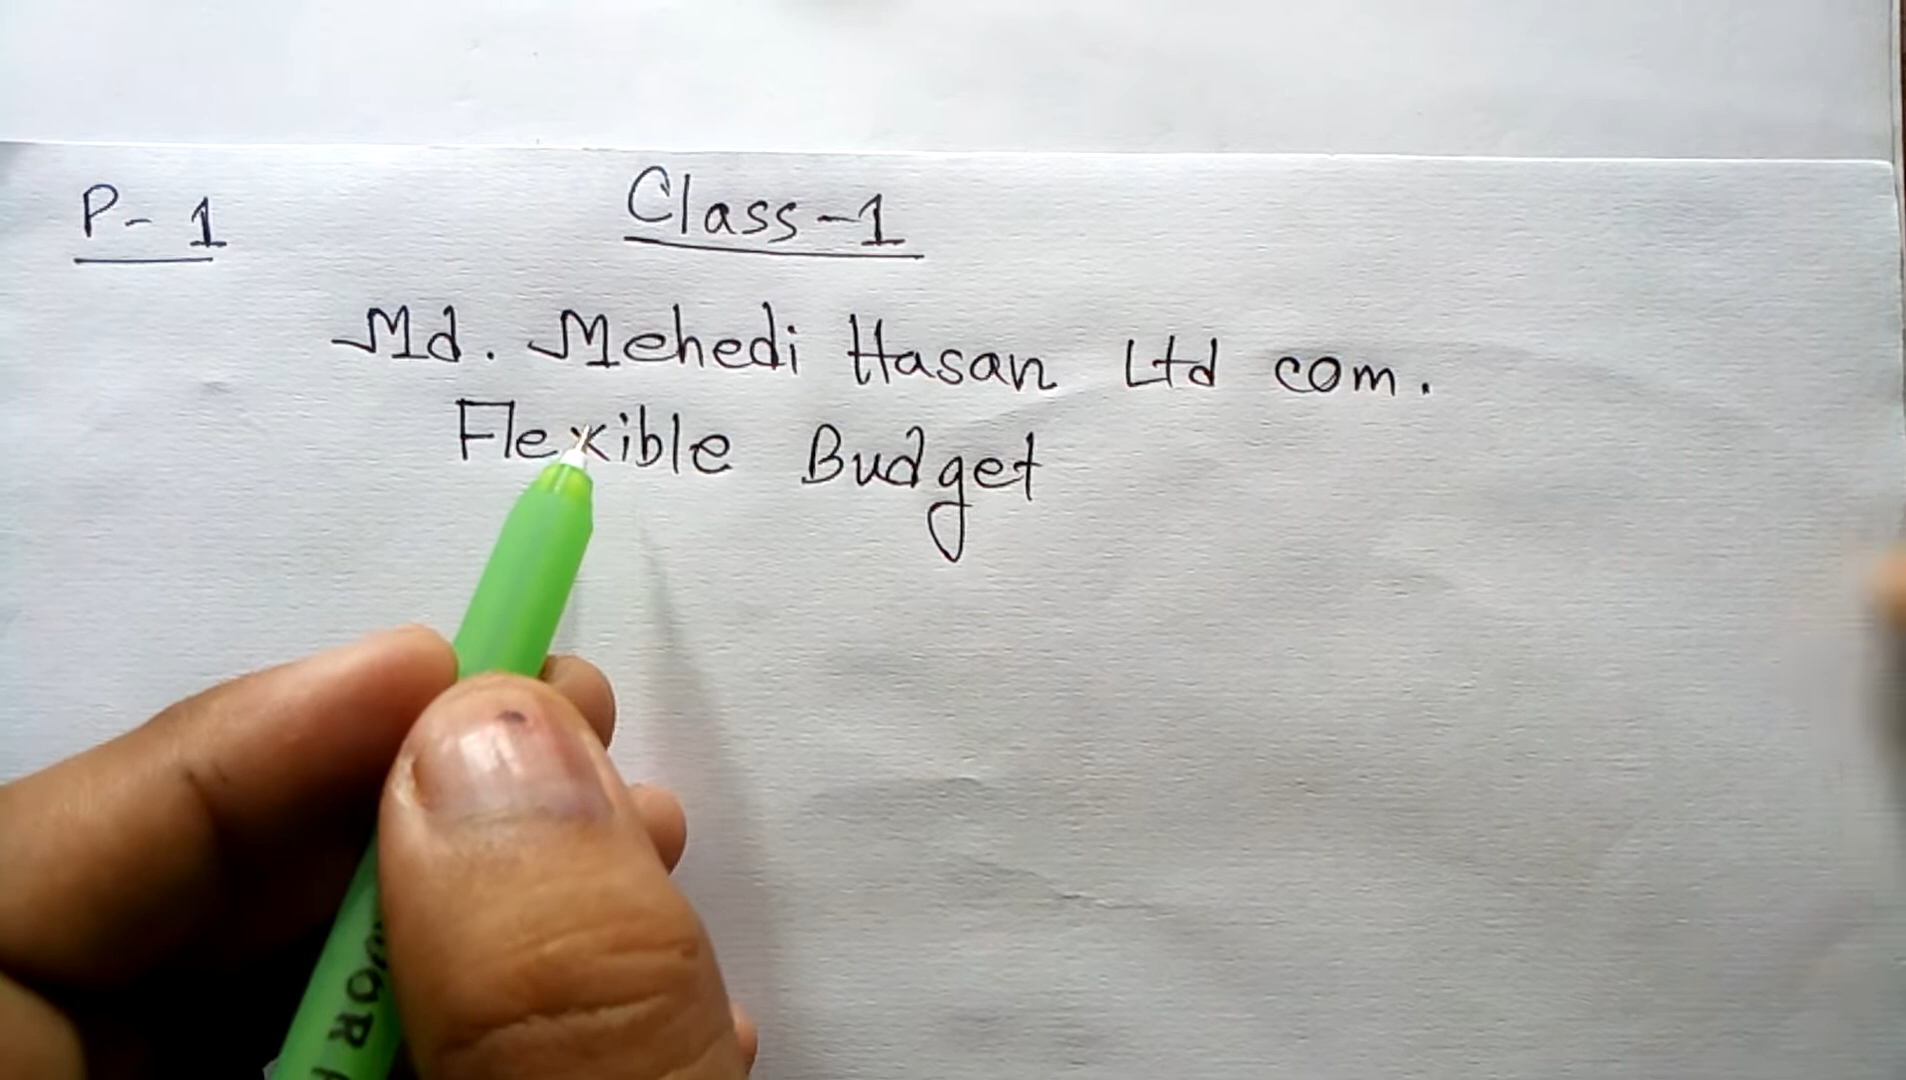 P-1 Class-1
Md. Mehedi Hasan Ltd com.
Flexible Budget